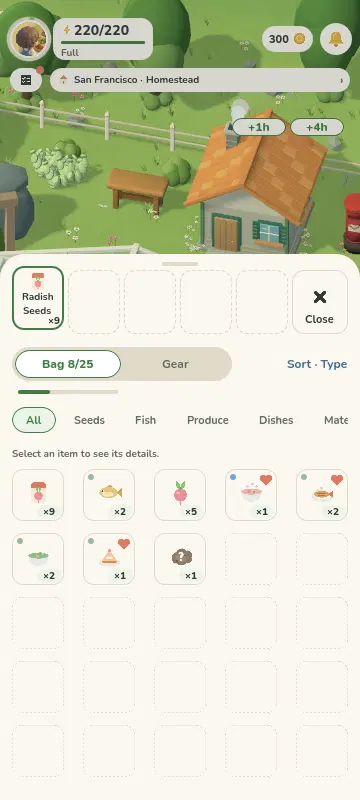 220/220
Full
300
San Francisco · Homestead
+1h
+4h
Radish
Seeds
×9
Close
Bag 8/25
Gear
Sort · Type
All
Seeds
Fish
Produce
Dishes
Mate
Select an item to see its details.
×9
×2
×5
×1
×2
×2
×1
×1